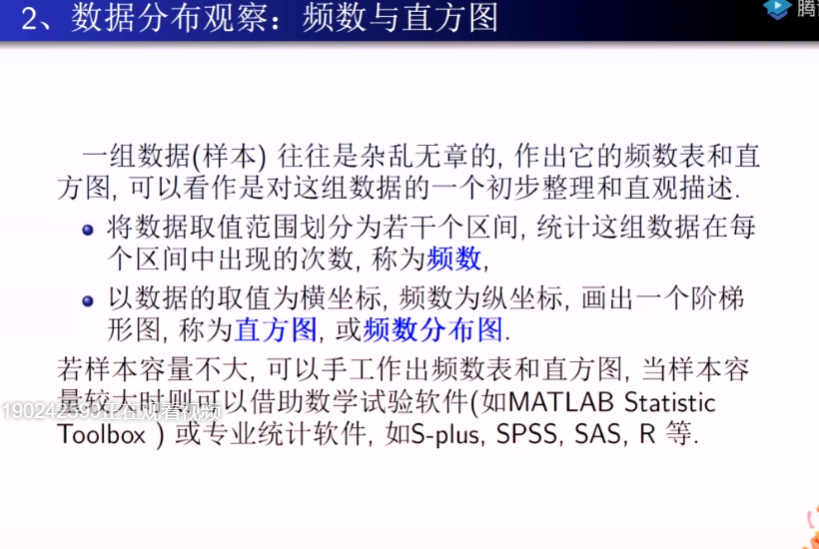 2、数据分布观察：频数与直方图
腾
一组数据(样本) 往往是杂乱无章的, 作出它的频数表和直
方图, 可以看作是对这组数据的一个初步整理和直观描述.
将数据取值范围划分为若干个区间, 统计这组数据在每
个区间中出现的次数, 称为频数,
以数据的取值为横坐标, 频数为纵坐标, 画出一个阶梯
形图, 称为直方图, 或频数分布图.
若样本容量不大, 可以手工作出频数表和直方图, 当样本容
量较大时则可以借助数学试验软件(如MATLAB Statistic
190242593正在观看视频
Toolbox ) 或专业统计软件, 如S-plus, SPSS, SAS, R 等.